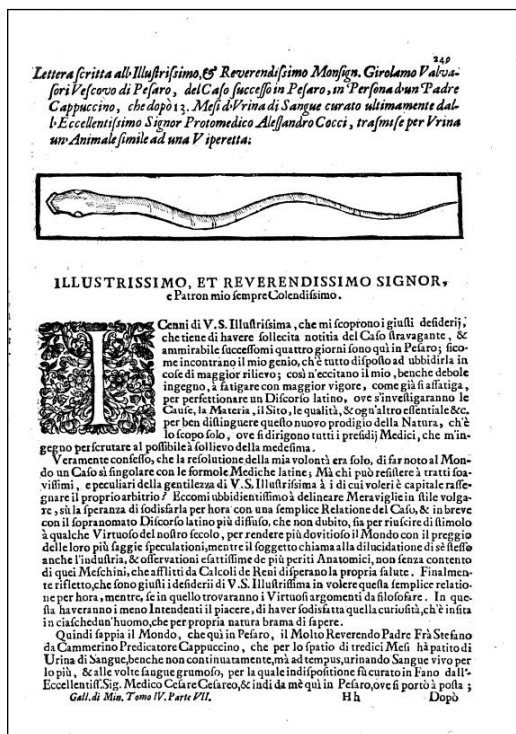 249
Lettera scritta all'Illustrissimo,& Reverendissimo Monsign. Girolamo Valva-
sori Vescovo di Pesaro, del Caso successo in Pesaro, in Persona d'un Padre
Cappuccino, che dopò 13. Mesi d'Vrina di Sangue curato ultimamente dal-
l'Eccellentissimo Signor Protomedico Alessandro Cocci, trasmise per Vrina
un'Animale simile ad una Viperetta;
ILLUSTRISSIMO, ET REVERENDISSIMO SIGNOR,
e Patron mio sempre Colendissimo.
I Cenni di V. S. Illustrissima, che mi scoprono i giusti desiderij,
che tiene di havere sollecita notitia del Caso stravagante, &
ammirabile successomi quattro giorni sono quì in Pesaro; sico-
me incontrano il mio genio, ch'è tutto disposto ad ubbidirla in
cose di maggior rilievo; così n'eccitano il mio, benche debole
ingegno, à fatigare con maggior vigore, come già si affatiga,
per perfettionare un Discorso latino, ove s'investigaranno le
Cause, la Materia, il Sito, le qualità, & ogn'altro essentiale &c.
per ben distinguere questo nuovo prodigio della Natura, ch'è
lo scopo solo, ove si dirigono tutti i presidij Medici, che m'in-
gegno perscrutare al possibile à sollievo della medesima.
Veramente confesso, che la resolutione della mia volontà era solo, di far noto al Mon-
do un Caso sì singolare con le formole Mediche latine; Mà chi può resistere à tratti soa-
vissimi, e peculiari della gentilezza di V. S. Illustrissima à i di cui voleri è capitale rasse-
gnare il proprio arbitrio? Eccomi ubbidientissimo à delineare Meraviglie in stile volga-
re, sù la speranza di sodisfarla per hora con una semplice Relatione del Caso, & in breve
con il sopranomato Discorso latino più diffuso, che non dubito, sia per riuscire di stimolo
à qualche Virtuoso del nostro secolo, per rendere più dovitioso il Mondo con il preggio
delle loro più saggie speculationi, mentre il soggetto chiama alla dilucidatione di sè stesso
anche l'industria, & osservationi esattissime de più periti Anatomici, non senza contento
di quei Meschini, che afflitti da Calcoli de Reni disperano la propria salute. Finalmen-
te rifletto, che sono giusti i desiderii di V. S. Illustrissima in volere questa semplice relatio-
ne per hora, mentre, se in quello trovaranno i Virtuosi argomenti da filosofare. In que-
sta haveranno i meno Intendenti il piacere, di haver sodisfatta quella curiosità, ch'è insita
in ciaschedun'huomo, che per propria natura brama di sapere.
Quindi sappia il Mondo, che quì in Pesaro, il Molto Reverendo Padre Frà Stefano
da Cammerino Predicatore Cappuccino, che per lo spatio di tredici Mesi hà patito di
Urina di Sangue, benche non continuatamente, mà ad tempus, urinando Sangue vivo per
lo più, & alle volte sangue grumoso, per la quale indispositione fù curato in Fano dall'-
Eccellentiss. Sig. Medico Cesare Cesareo, & indi da mè quì in Pesaro, ove si portò à posta;
Gall. di Min. Tomo IV. Parte VII. Hh Dopò